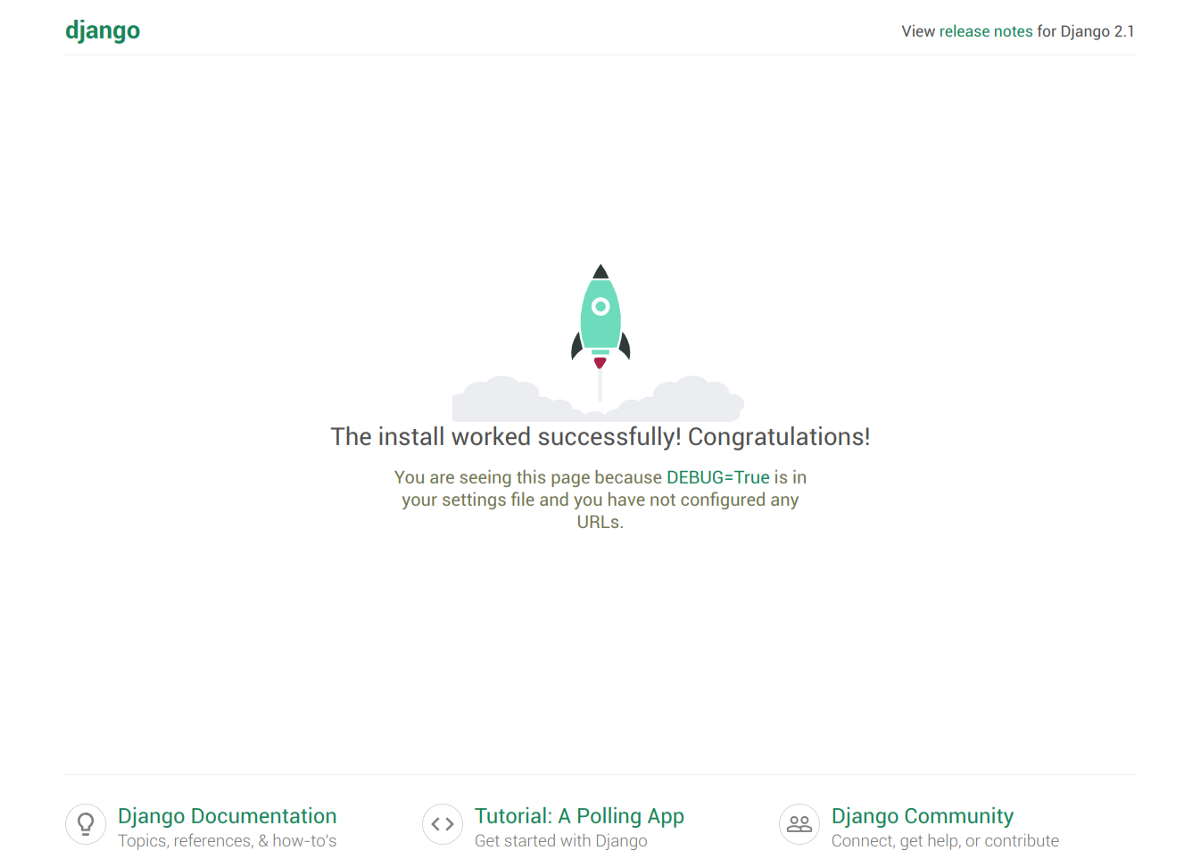 django
View release notes for Django 2.1
The install worked successfully! Congratulations!
You are seeing this page because DEBUG=True is in
your settings file and you have not configured any
URLs.
Django Documentation
Topics, references, & how-to's
Tutorial: A Polling App
Get started with Django
Django Community
Connect, get help, or contribute